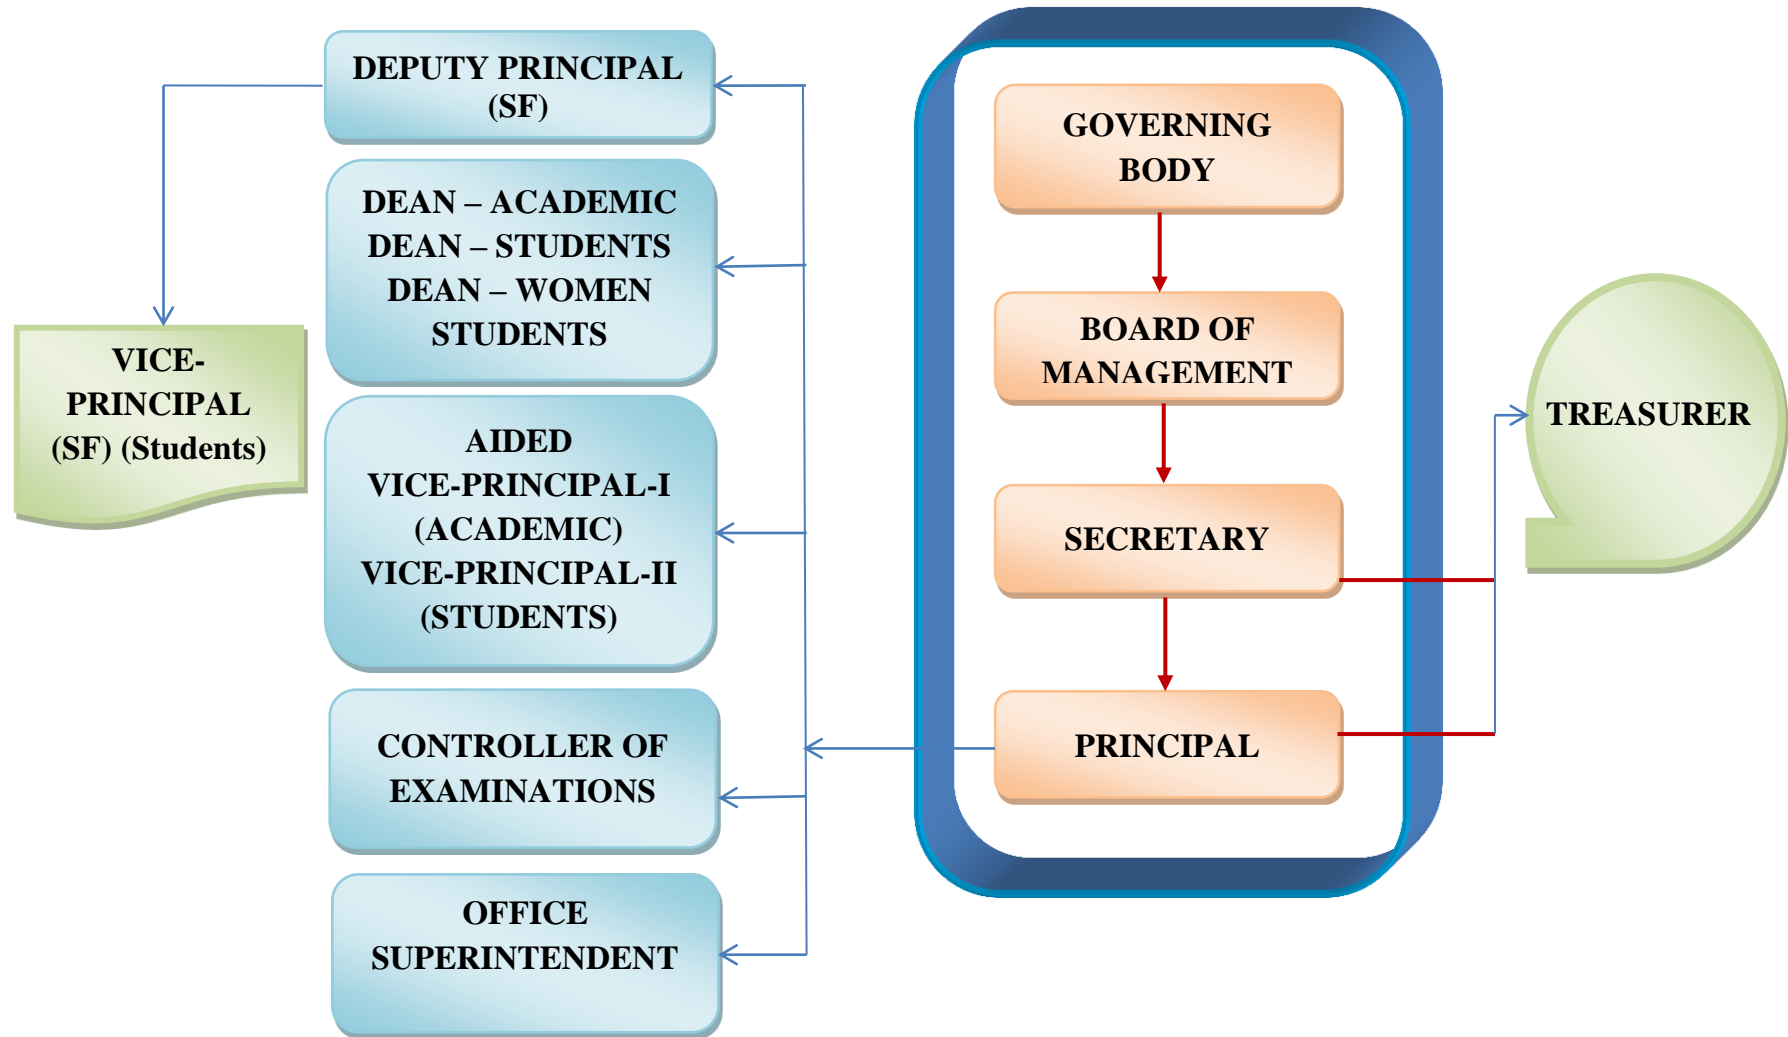 DEPUTY PRINCIPAL
(SF)
DEAN – ACADEMIC
DEAN – STUDENTS
DEAN – WOMEN
STUDENTS
VICE-
PRINCIPAL
(SF) (Students)
AIDED
VICE-PRINCIPAL-I
(ACADEMIC)
VICE-PRINCIPAL-II
(STUDENTS)
CONTROLLER OF
EXAMINATIONS
OFFICE
SUPERINTENDENT
GOVERNING
BODY
BOARD OF
MANAGEMENT
SECRETARY
PRINCIPAL
TREASURER